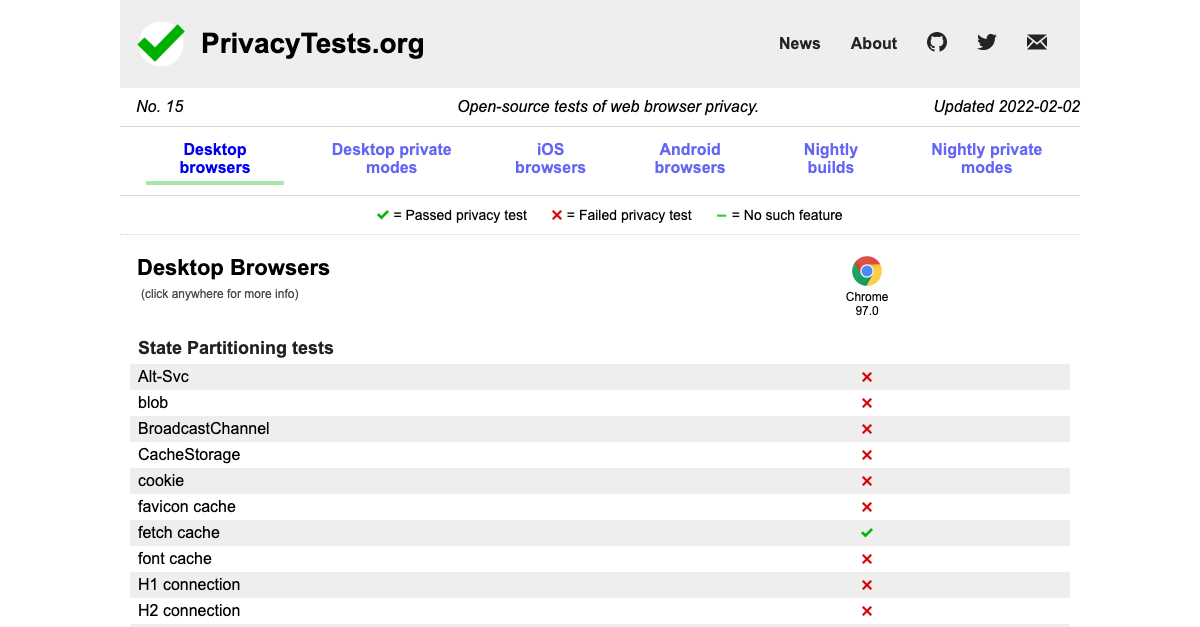 PrivacyTests.org
News About
No. 15 Open-source tests of web browser privacy. Updated 2022-02-02
Desktop browsers
Desktop private modes
iOS browsers
Android browsers
Nightly builds
Nightly private modes
= Passed privacy test = Failed privacy test = No such feature
Desktop Browsers
(click anywhere for more info)
Chrome
97.0
State Partitioning tests
Alt-Svc
blob
BroadcastChannel
CacheStorage
cookie
favicon cache
fetch cache
font cache
H1 connection
H2 connection